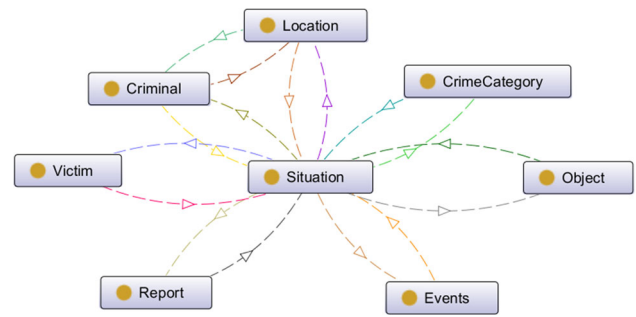 Location
Criminal
CrimeCategory
Victim
Situation
Object
Report
Events